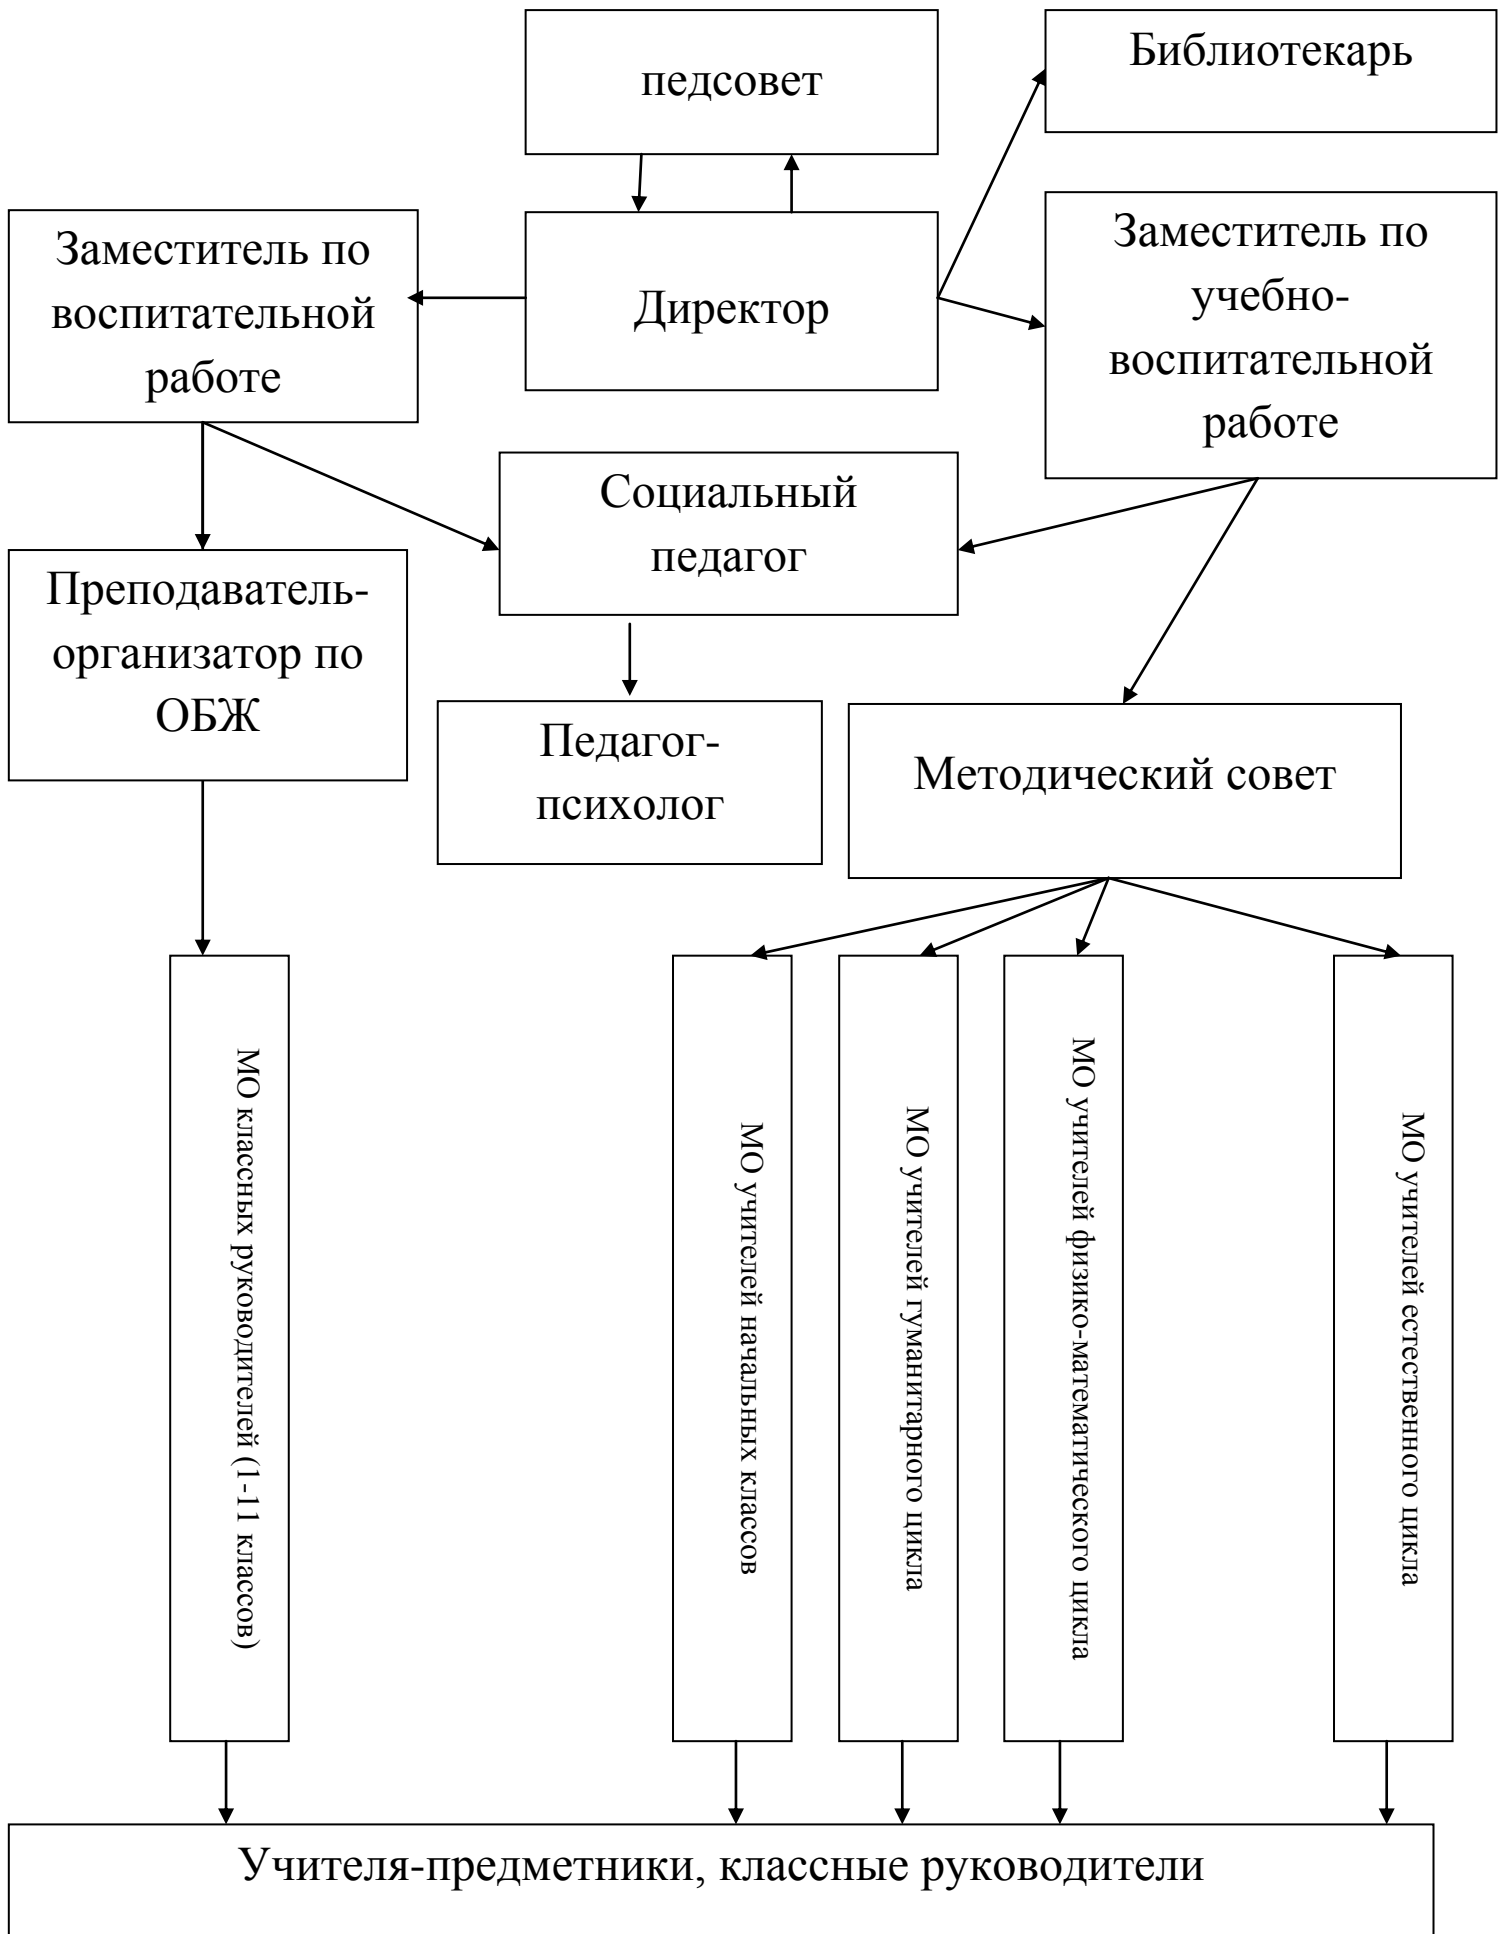 педсовет
Библиотекарь
Заместитель по
воспитательной
работе
Директор
Заместитель по
учебно-
воспитательной
работе
Социальный
педагог
Преподаватель-
организатор по
ОБЖ
Педагог-
психолог
Методический совет
МО классных руководителей (1-11 классов)
МО учителей начальных классов
МО учителей гуманитарного цикла
МО учителей физико-математического цикла
МО учителей естественного цикла
Учителя-предметники, классные руководители